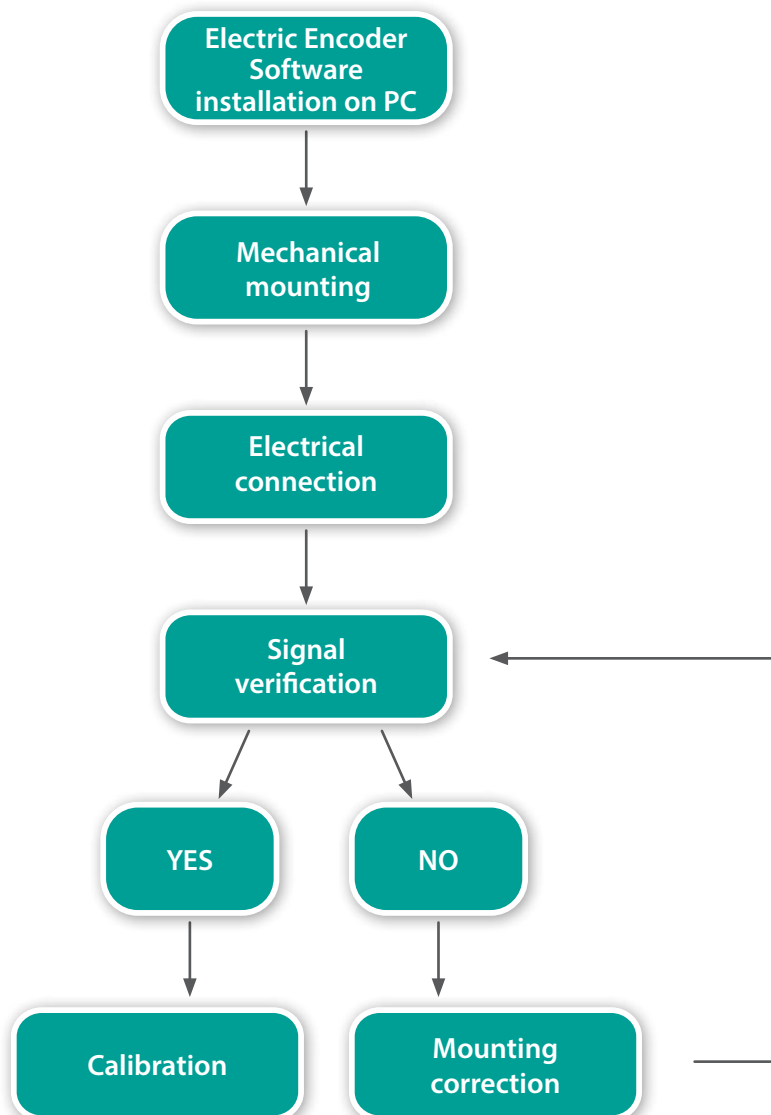 Electric Encoder
Software
installation on PC
Mechanical
mounting
Electrical
connection
Signal
verification
YES
NO
Calibration
Mounting
correction